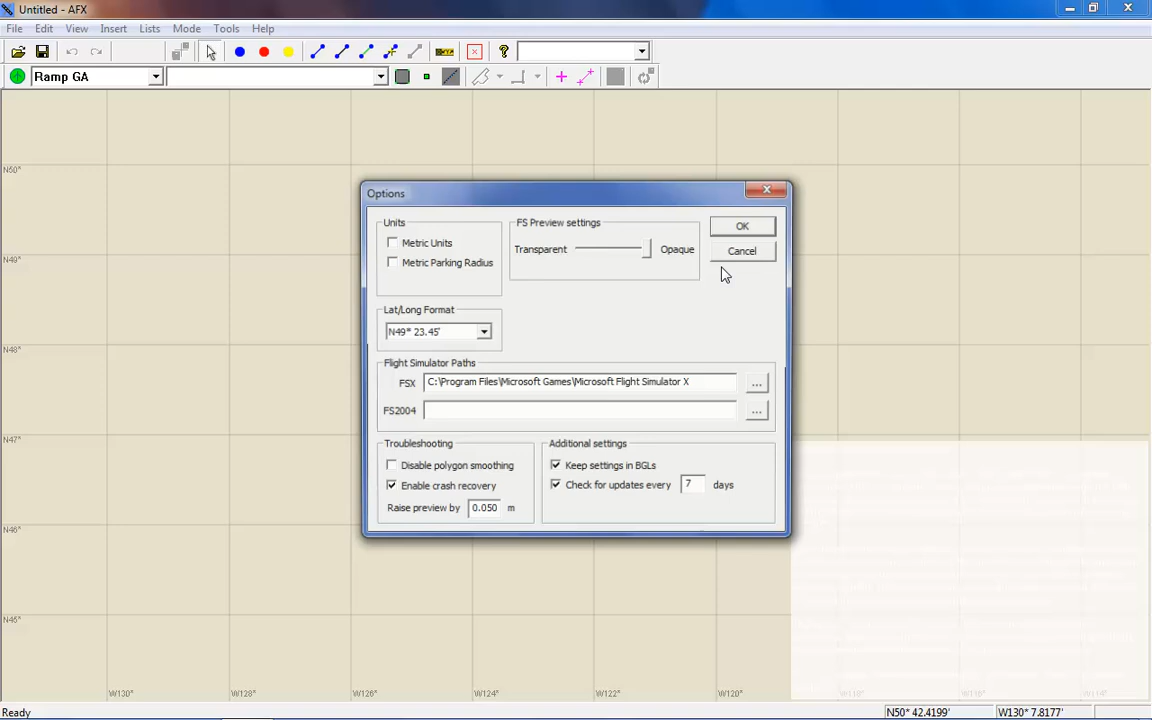 Untitled - AFX
File Edit View Insert Lists Mode Tools Help
Ramp GA
N50°
N49°
N48°
N47°
N46°
N45°
Options
Units
Metric Units
Metric Parking Radius
FS Preview settings
Transparent Opaque
OK
Cancel
Lat/Long Format
N49* 23.45'
Flight Simulator Paths
FSX C:\Program Files\Microsoft Games\Microsoft Flight Simulator X ...
FS2004 ...
Troubleshooting
Disable polygon smoothing
Enable crash recovery
Raise preview by 0.050 m
Additional settings
Keep settings in BGLs
Check for updates every 7 days
W130° W128° W126° W124° W122° W120° W118° W116° W114°
Ready N50* 42.4199' W130* 7.8177'